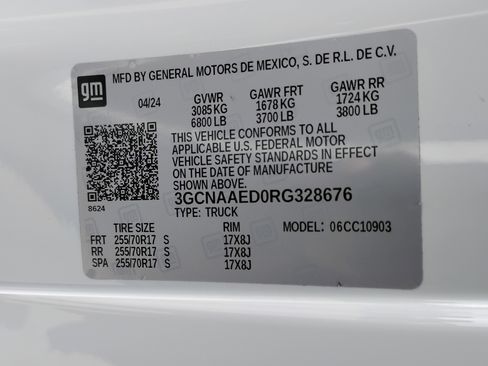 gm
MFD BY GENERAL MOTORS DE MEXICO, S. DE R.L. DE C.V.
04/24 GVWR GAWR FRT GAWR RR
3085 KG 1678 KG 1724 KG
6800 LB 3700 LB 3800 LB
THIS VEHICLE CONFORMS TO ALL
APPLICABLE U.S. FEDERAL MOTOR
VEHICLE SAFETY STANDARDS IN EFFECT
ON THE DATE OF MANUFACTURE
SHOWN ABOVE.
8624 3GCNAAED0RG328676
TYPE: TRUCK
TIRE SIZE RIM MODEL: 06CC10903
FRT 255/70R17 S 17X8J
RR 255/70R17 S 17X8J
SPA 255/70R17 S 17X8J